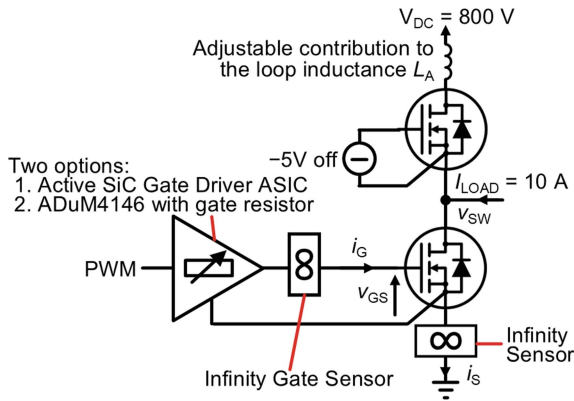 V_DC = 800 V
Adjustable contribution to
the loop inductance L_A
−5V off
Two options:
1. Active SiC Gate Driver ASIC
2. ADuM4146 with gate resistor
I_LOAD = 10 A
v_SW
PWM
8
i_G
v_GS
∞
Infinity
Sensor
Infinity Gate Sensor
i_S